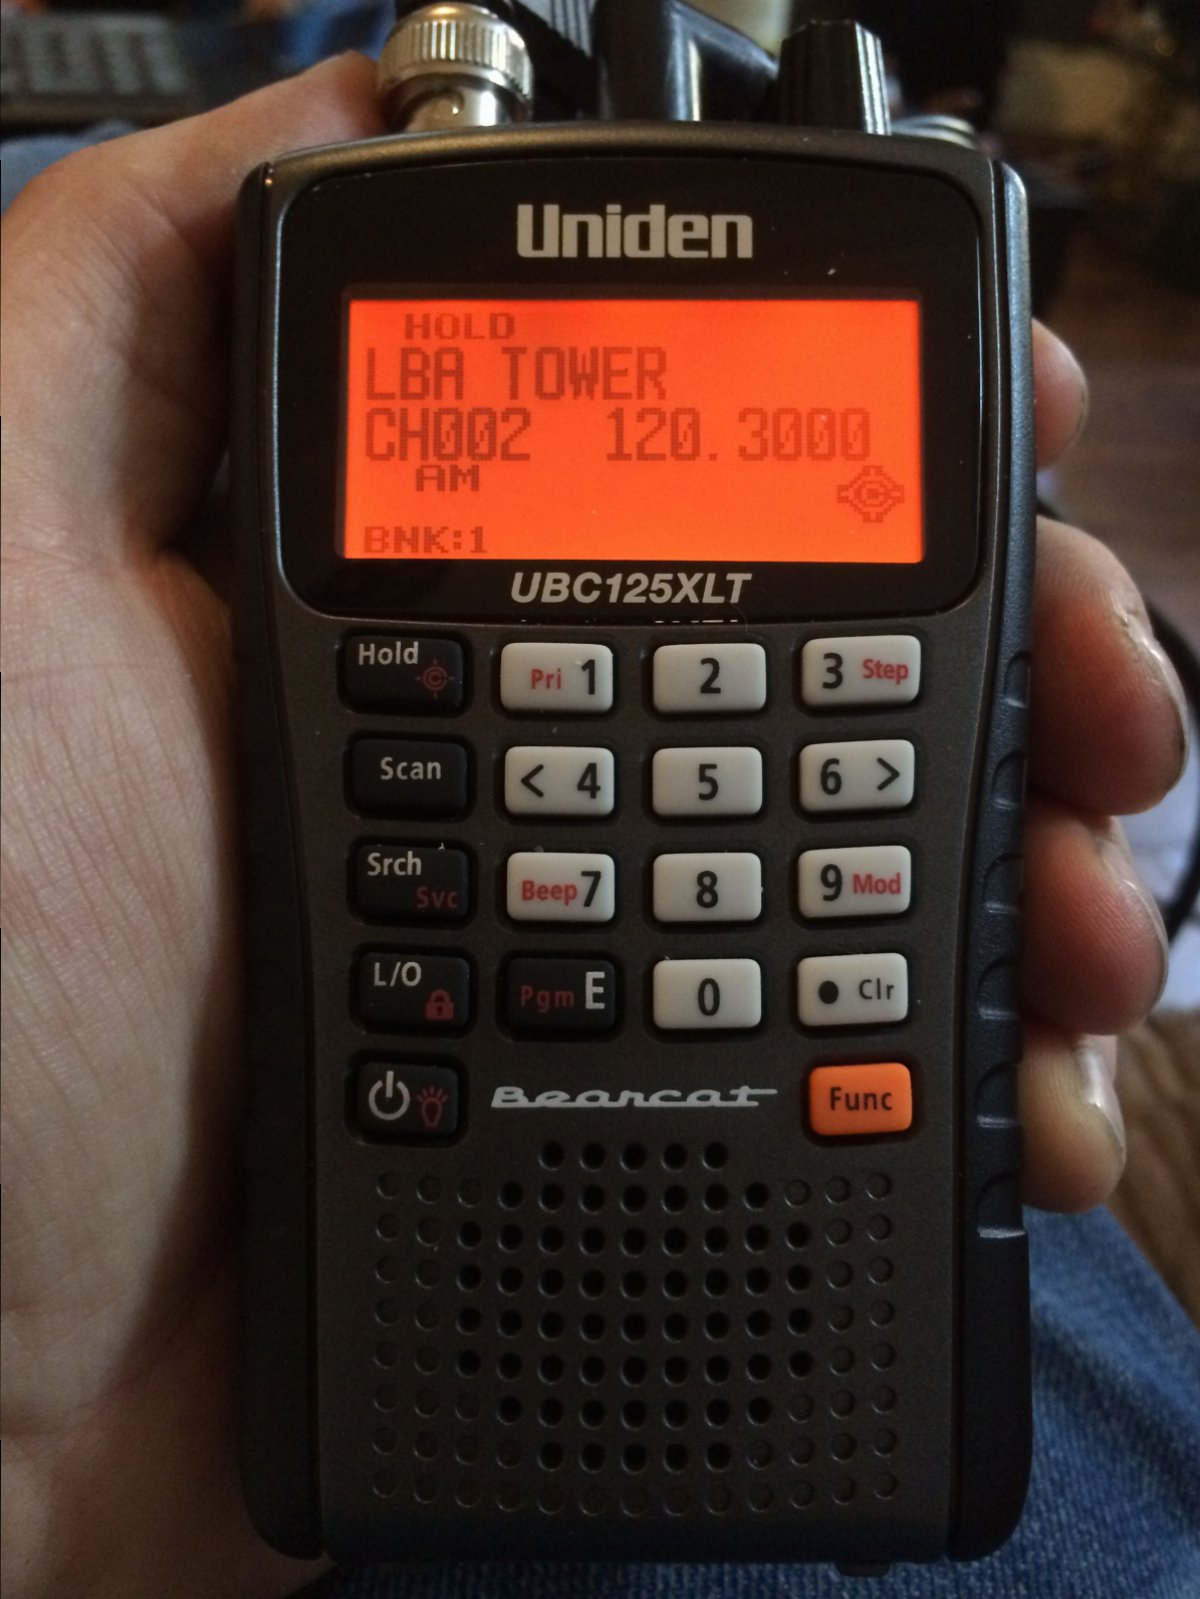 Uniden
HOLD
LBA TOWER
CH002 120.3000
AM
C
BNK:1
UBC125XLT
Hold C Pri 1 2 3 Step
Scan < 4 5 6 >
Srch Svc Beep 7 8 9 Mod
L/O Pgm E 0 • Clr
Bearcat Func